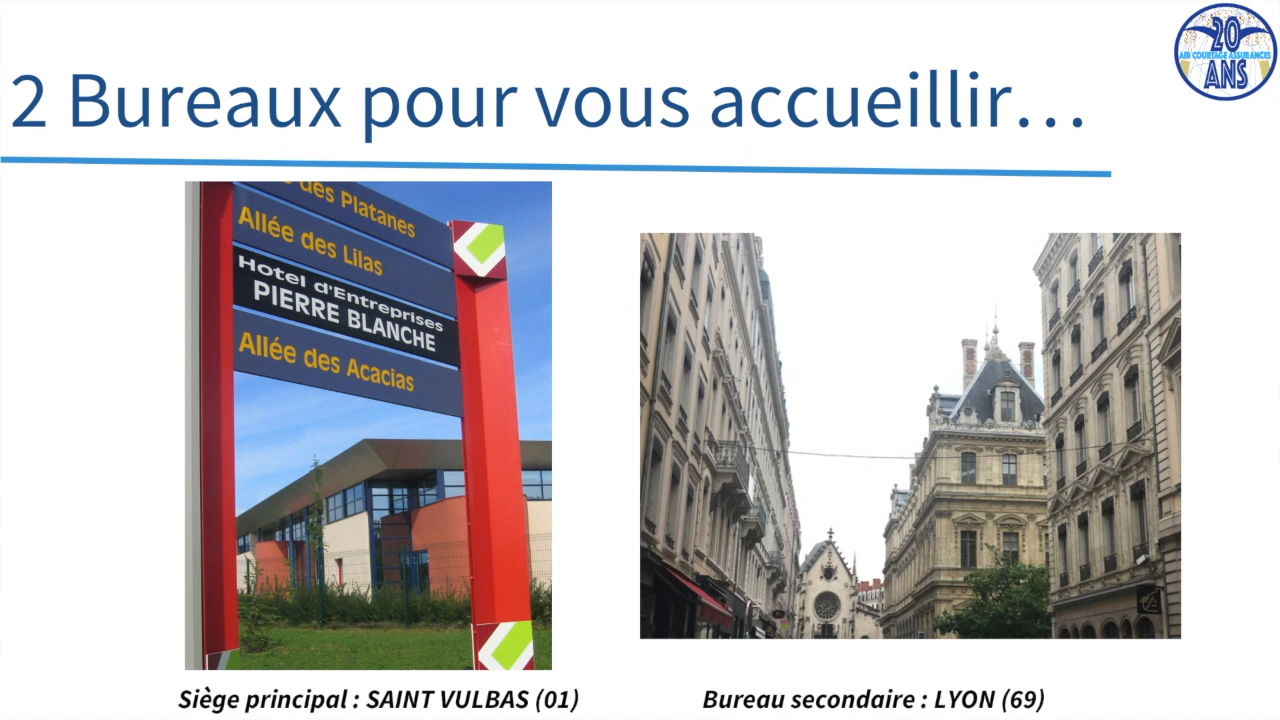 20
AIR COURTAGE ASSURANCES
ANS
2 Bureaux pour vous accueillir…
des Platanes
Allée des Lilas
Hotel d'Entreprises
PIERRE BLANCHE
Allée des Acacias
Siège principal : SAINT VULBAS (01)
Bureau secondaire : LYON (69)